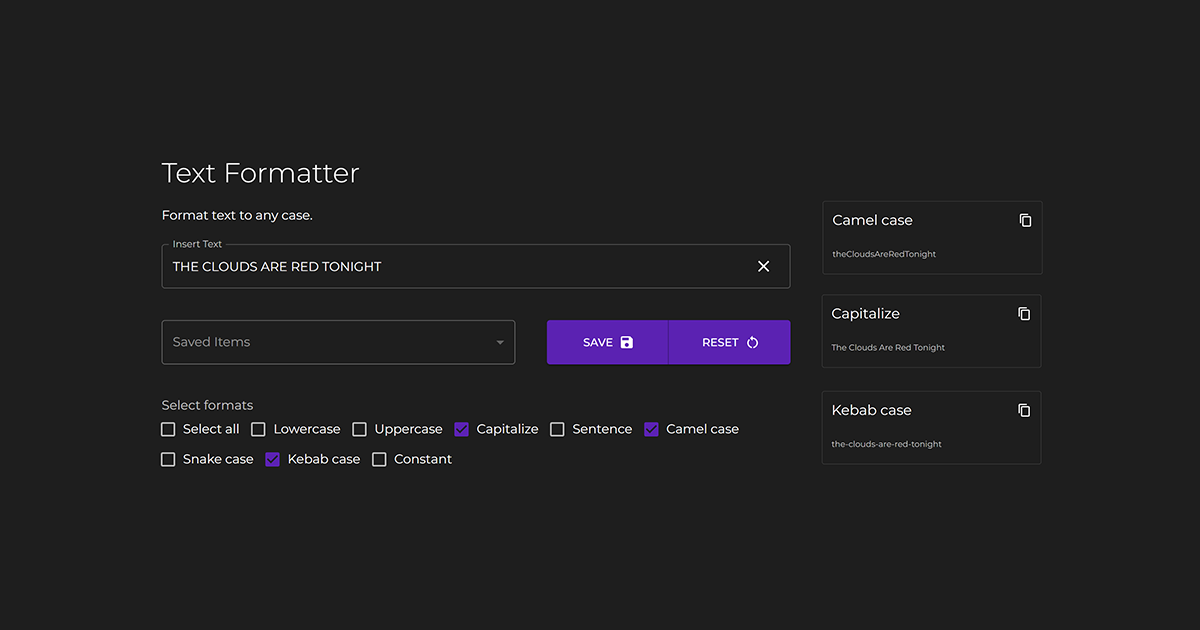 Text Formatter
Format text to any case.
Insert Text
THE CLOUDS ARE RED TONIGHT
Saved Items
SAVE
RESET
Select formats
Select all
Lowercase
Uppercase
Capitalize
Sentence
Camel case
Snake case
Kebab case
Constant
Camel case
theCloudsAreRedTonight
Capitalize
The Clouds Are Red Tonight
Kebab case
the-clouds-are-red-tonight